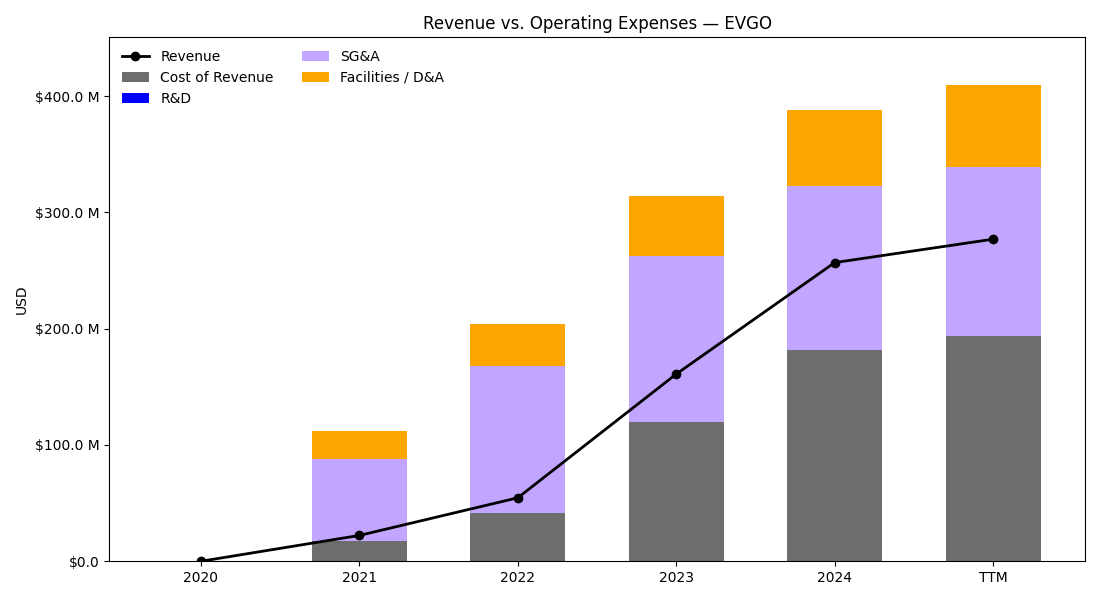 Revenue vs. Operating Expenses — EVGO
Revenue
Cost of Revenue
R&D
SG&A
Facilities / D&A
$400.0 M
$300.0 M
$200.0 M
$100.0 M
$0.0
USD
2020 2021 2022 2023 2024 TTM